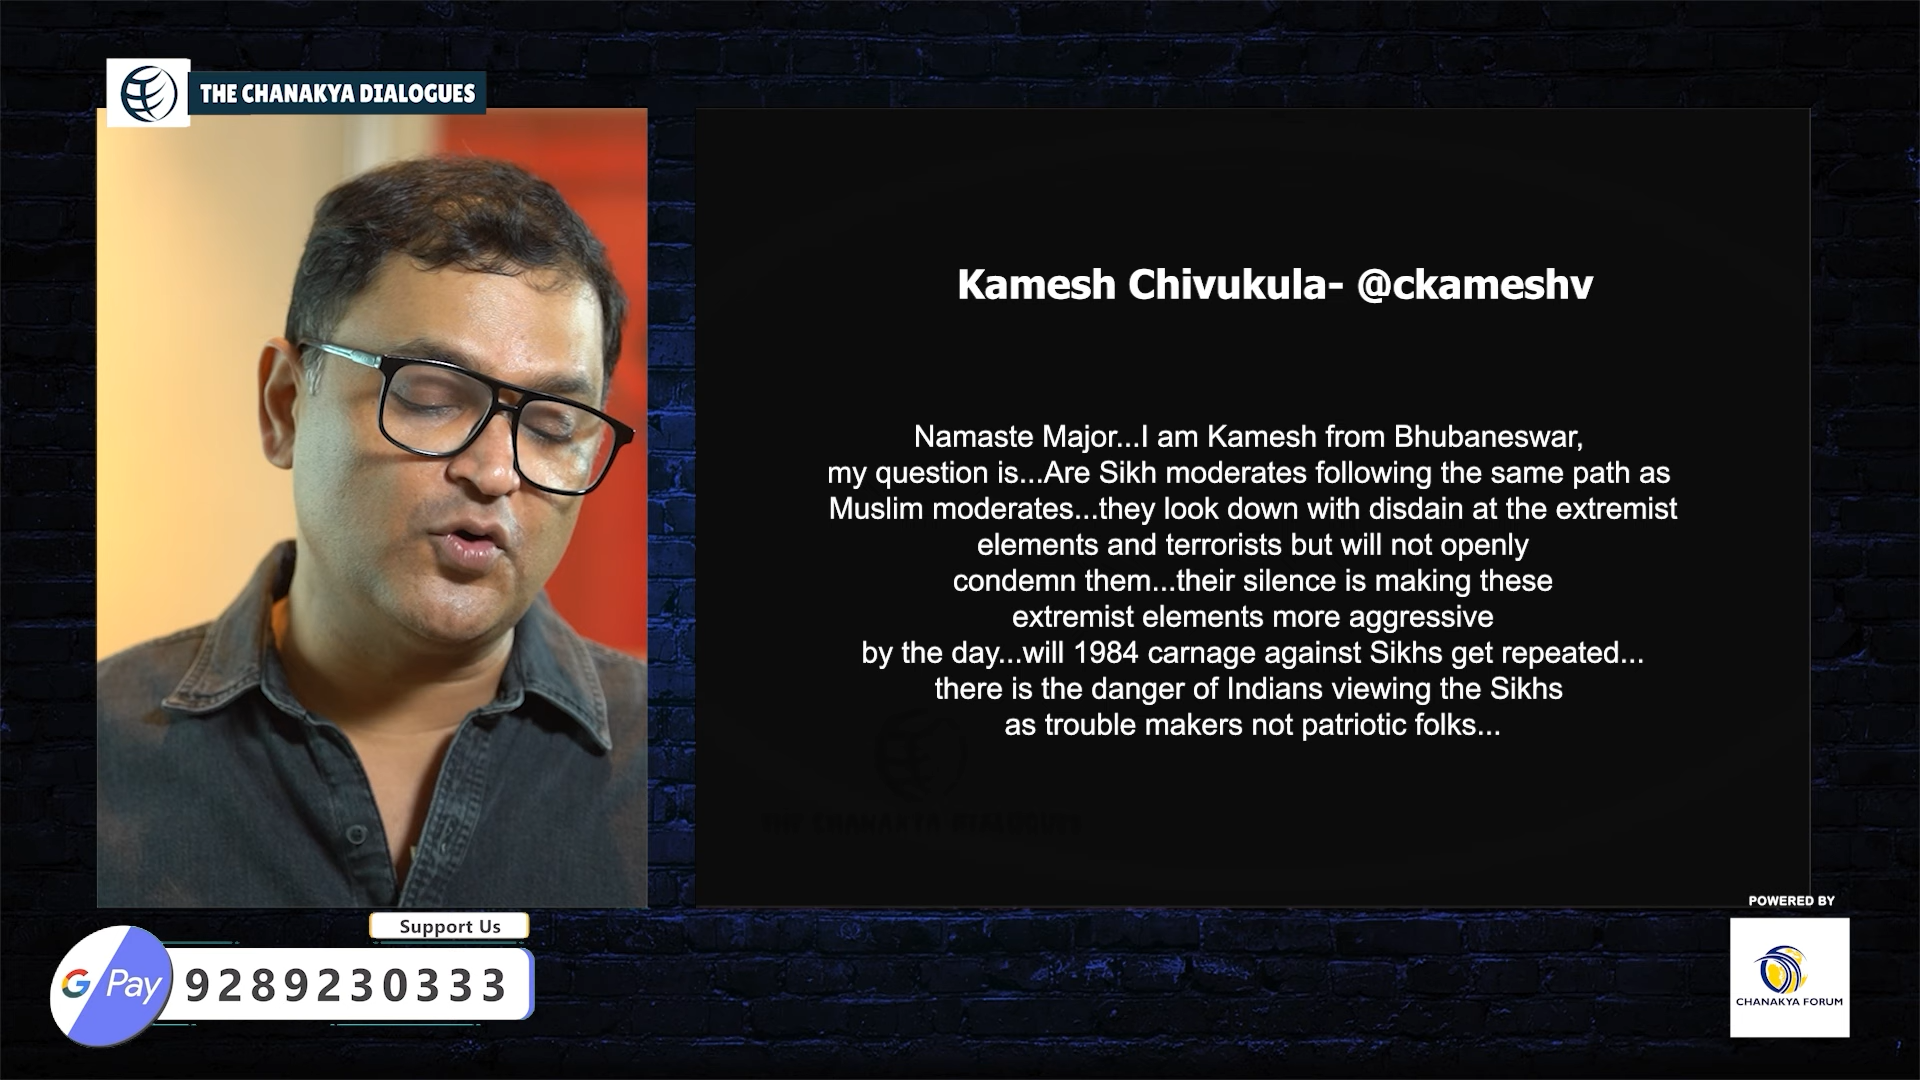 THE CHANAKYA DIALOGUES
Kamesh Chivukula- @ckameshv
Namaste Major...I am Kamesh from Bhubaneswar,
my question is...Are Sikh moderates following the same path as
Muslim moderates...they look down with disdain at the extremist
elements and terrorists but will not openly
condemn them...their silence is making these
extremist elements more aggressive
by the day...will 1984 carnage against Sikhs get repeated...
there is the danger of Indians viewing the Sikhs
as trouble makers not patriotic folks...
THE CHANAKYA DIALOGUES
Support Us
G Pay 9289230333
POWERED BY
CHANAKYA FORUM